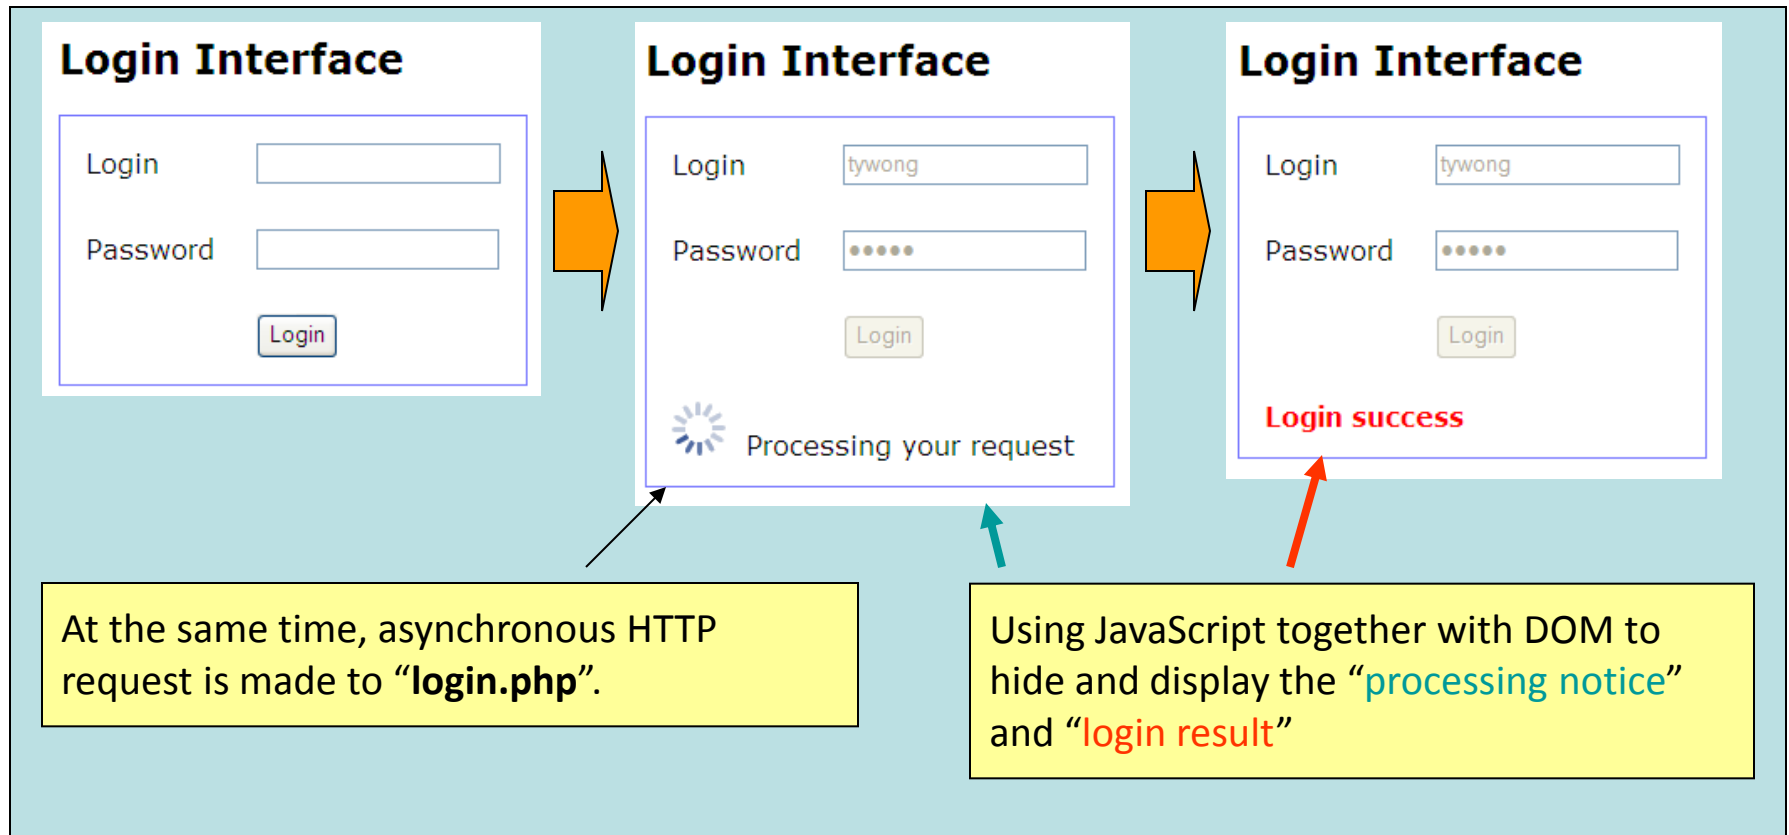 Login Interface
Login
Password
Login
Login Interface
Login tywong
Password •••••
Login
Processing your request
Login Interface
Login tywong
Password •••••
Login
Login success
At the same time, asynchronous HTTP
request is made to “login.php”.
Using JavaScript together with DOM to
hide and display the “processing notice”
and “login result”